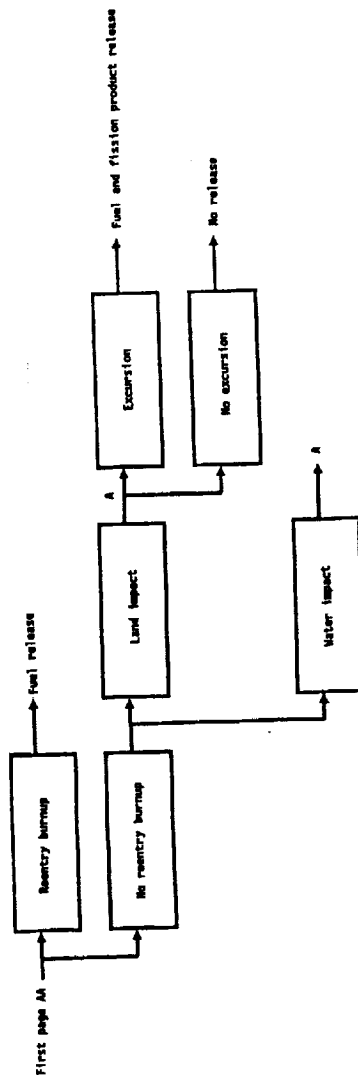 First page AA
Reentry burnup
Fuel release
No reentry burnup
Land impact
A
Excursion
Fuel and fission product release
No excursion
No release
Water impact
A